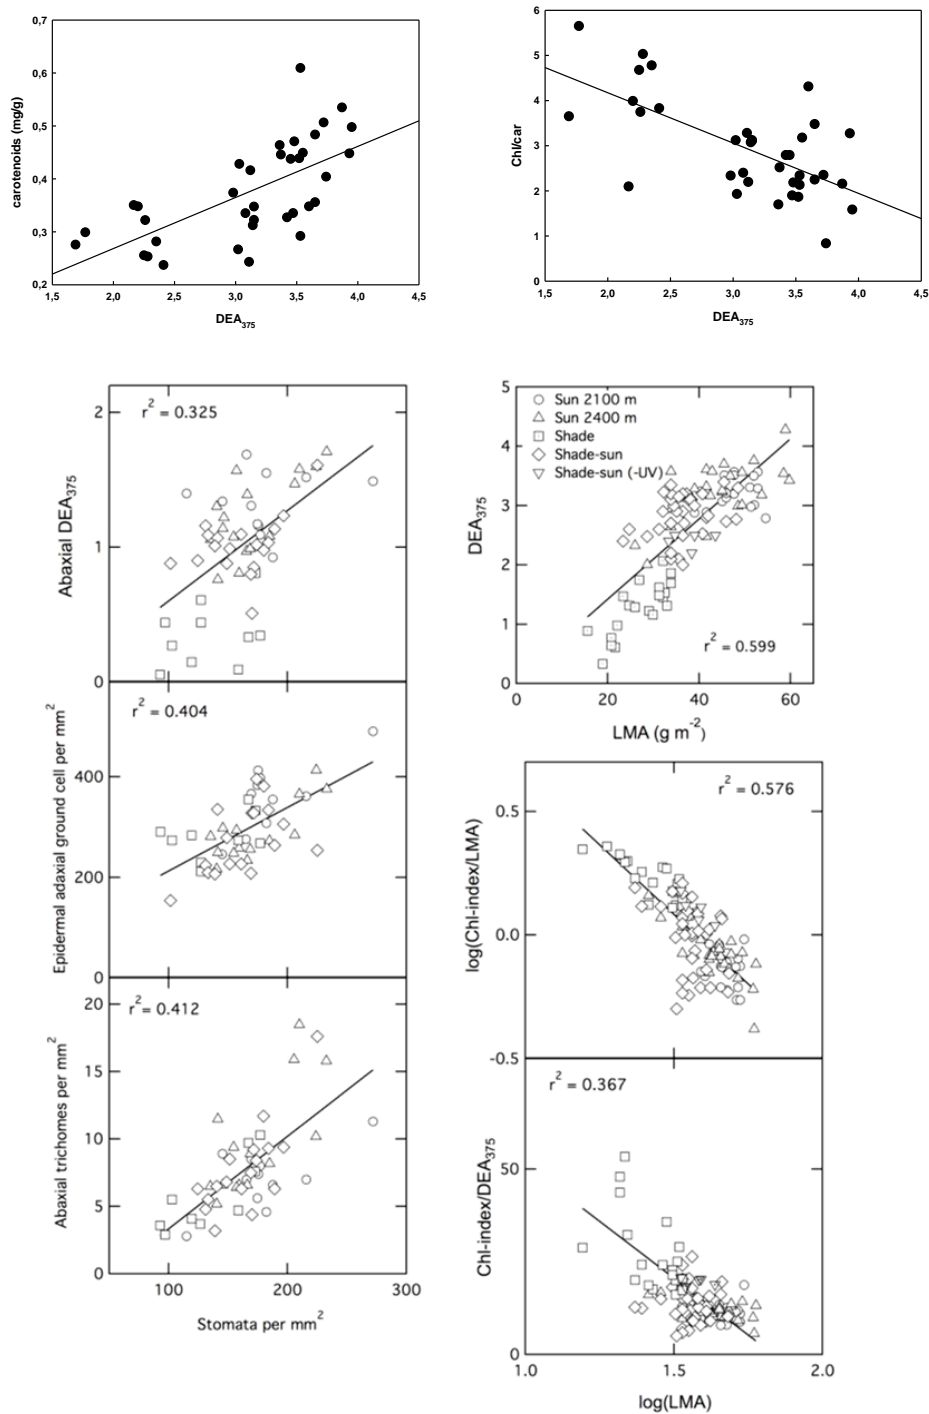 0,7
0,6
0,5
0,4
0,3
0,2
carotenoids (mg/g)
1,5 2,0 2,5 3,0 3,5 4,0 4,5
DEA375
6
5
4
3
2
1
0
Chl/car
1,5 2,0 2,5 3,0 3,5 4,0 4,5
DEA375
r2 = 0.325
2
1
0
Abaxial DEA375
r2 = 0.404
400
200
0
Epidermal adaxial ground cell per mm2
r2= 0.412
20
15
10
5
0
Abaxial trichomes per mm2
100 200 300
Stomata per mm2
5
4
3
2
1
0
DEA375
Sun 2100 m
Sun 2400 m
Shade
Shade-sun
Shade-sun (-UV)
r2 = 0.599
0 20 40 60
LMA (g m-2)
r2 = 0.576
0.5
0.0
-0.5
log(Chl-index/LMA)
r2 = 0.367
50
0
Chl-index/DEA375
1.0 1.5 2.0
log(LMA)